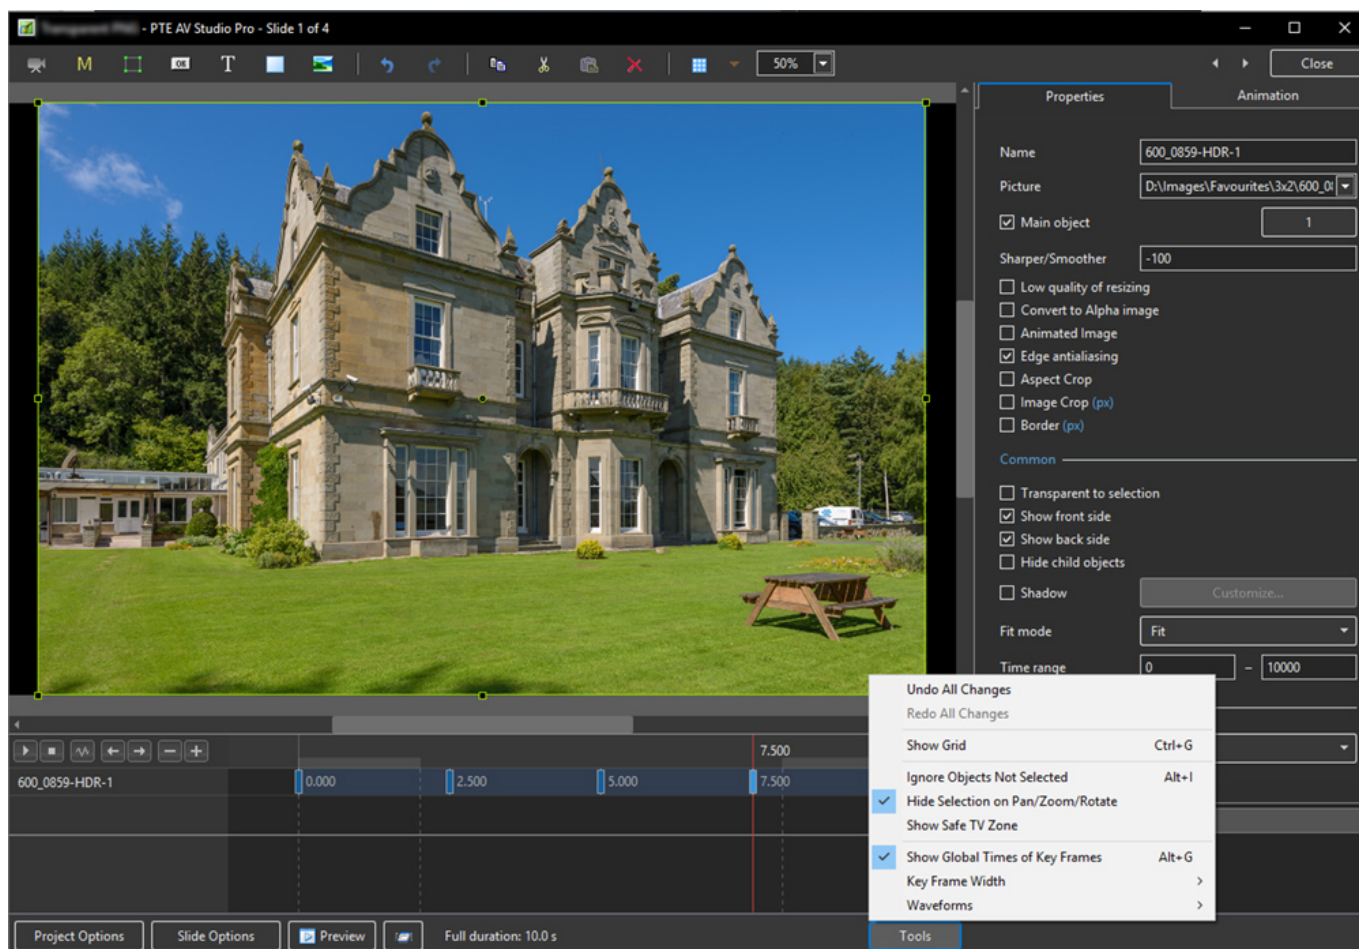 - PTE AV Studio Pro - Slide 1 of 4
M OK T 50% Close
Properties Animation
Name 600_0859-HDR-1
Picture D:\Images\Favourites\3x2\600_0
Main object 1
Sharper/Smoother -100
Low quality of resizing
Convert to Alpha image
Animated Image
Edge antialiasing
Aspect Crop
Image Crop (px)
Border (px)
Common
Transparent to selection
Show front side
Show back side
Hide child objects
Shadow Customize...
Fit mode Fit
Time range 0 – 10000
Undo All Changes
Redo All Changes
Show Grid Ctrl+G
Ignore Objects Not Selected Alt+I
Hide Selection on Pan/Zoom/Rotate
Show Safe TV Zone
Show Global Times of Key Frames Alt+G
Key Frame Width
Waveforms
7.500
600_0859-HDR-1 0.000 2.500 5.000 7.500
Project Options Slide Options Preview Full duration: 10.0 s Tools